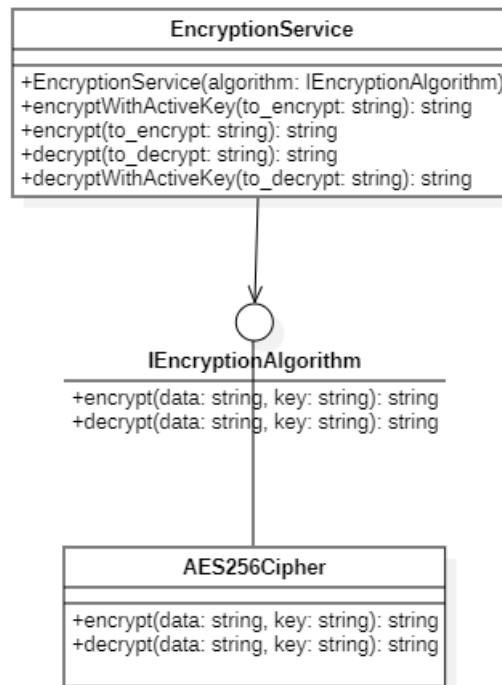 EncryptionService
+EncryptionService(algorithm: IEncryptionAlgorithm)
+encryptWithActiveKey(to_encrypt: string): string
+encrypt(to_encrypt: string): string
+decrypt(to_decrypt: string): string
+decryptWithActiveKey(to_decrypt: string): string
IEncryptionAlgorithm
+encrypt(data: string, key: string): string
+decrypt(data: string, key: string): string
AES256Cipher
+encrypt(data: string, key: string): string
+decrypt(data: string, key: string): string